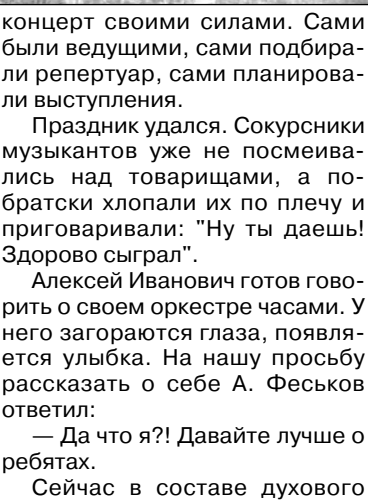 концерт своими силами. Сами
были ведущими, сами подбира-
ли репертуар, сами планирова-
ли выступления.
Праздник удался. Сокурсники
музыкантов уже не посмеива-
лись над товарищами, а по-
братски хлопали их по плечу и
приговаривали: "Ну ты даешь!
Здорово сыграл".
Алексей Иванович готов гово-
рить о своем оркестре часами. У
него загораются глаза, появля-
ется улыбка. На нашу просьбу
рассказать о себе А. Феськов
ответил:
— Да что я?! Давайте лучше о
ребятах.
Сейчас в составе духового